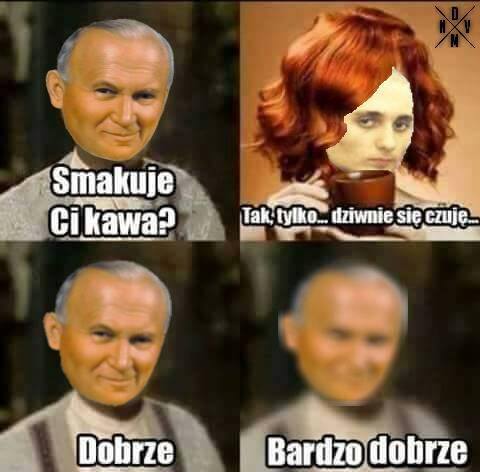 D
N V
M
Smakuje
Ci kawa?
Tak, tylko... dziwnie się czuję...
Dobrze
Bardzo dobrze